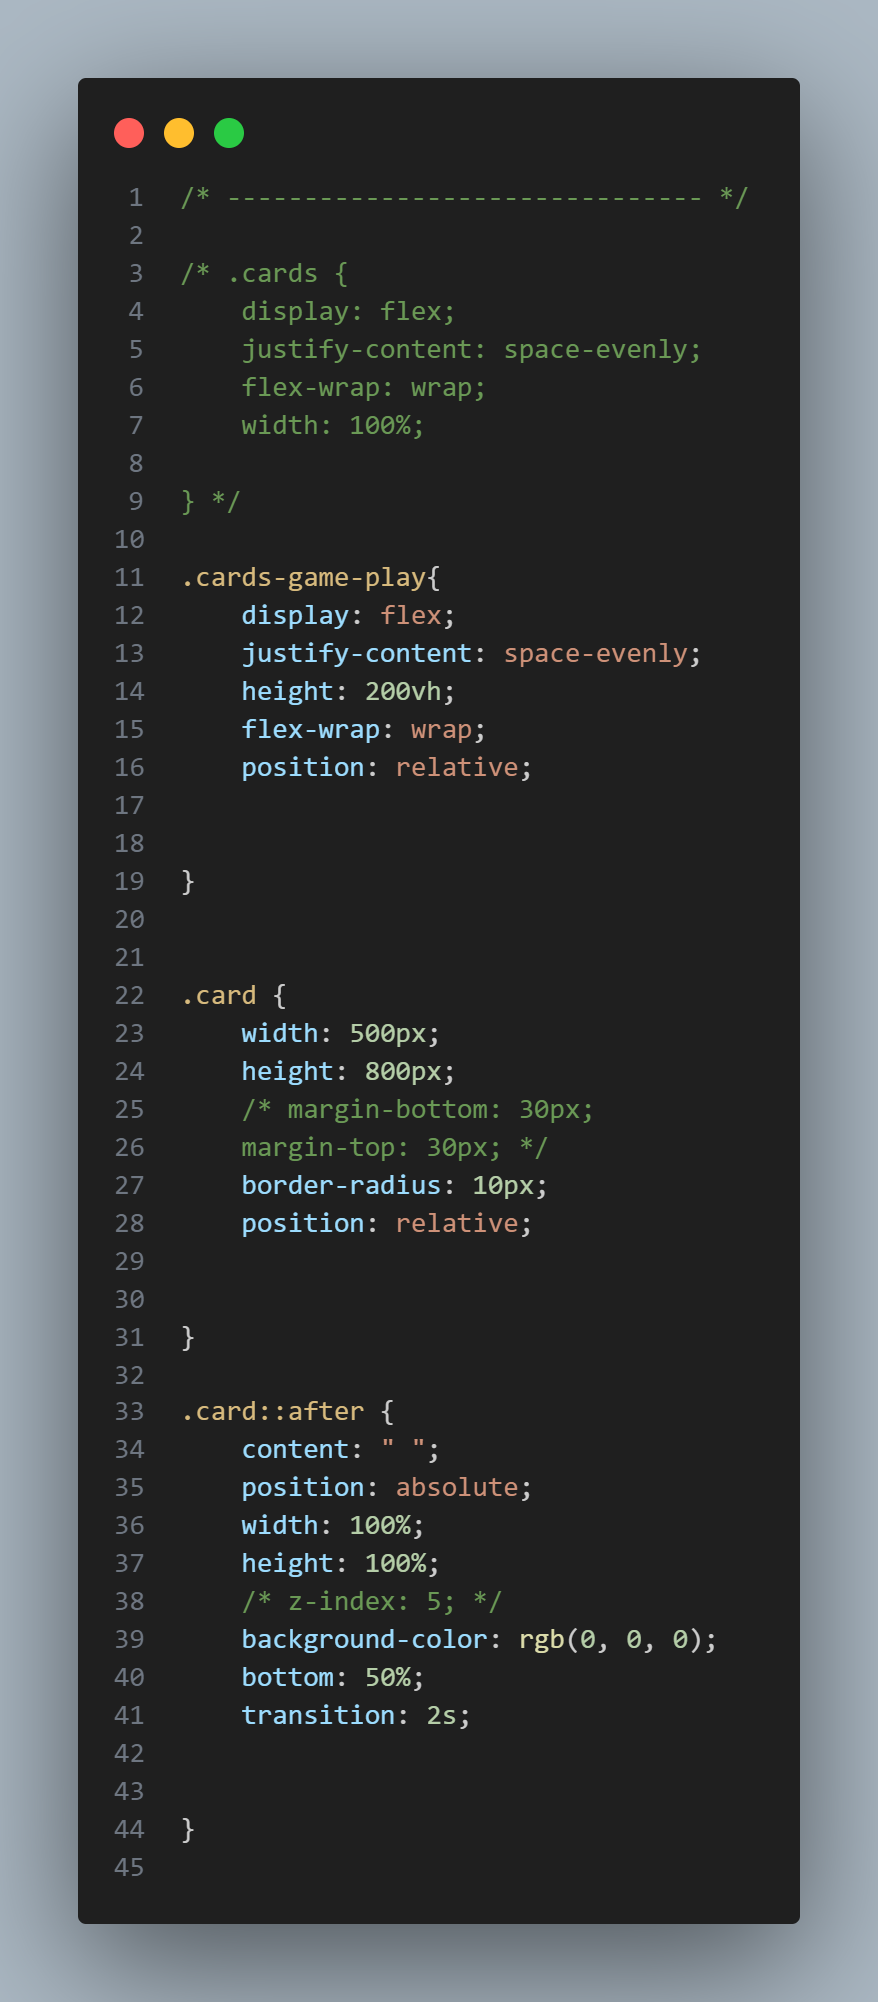 1 /* ------------------------------- */
2
3 /* .cards {
4     display: flex;
5     justify-content: space-evenly;
6     flex-wrap: wrap;
7     width: 100%;
8
9 } */
10
11 .cards-game-play{
12     display: flex;
13     justify-content: space-evenly;
14     height: 200vh;
15     flex-wrap: wrap;
16     position: relative;
17
18
19 }
20
21
22 .card {
23     width: 500px;
24     height: 800px;
25     /* margin-bottom: 30px;
26     margin-top: 30px; */
27     border-radius: 10px;
28     position: relative;
29
30
31 }
32
33 .card::after {
34     content: " ";
35     position: absolute;
36     width: 100%;
37     height: 100%;
38     /* z-index: 5; */
39     background-color: rgb(0, 0, 0);
40     bottom: 50%;
41     transition: 2s;
42
43
44 }
45